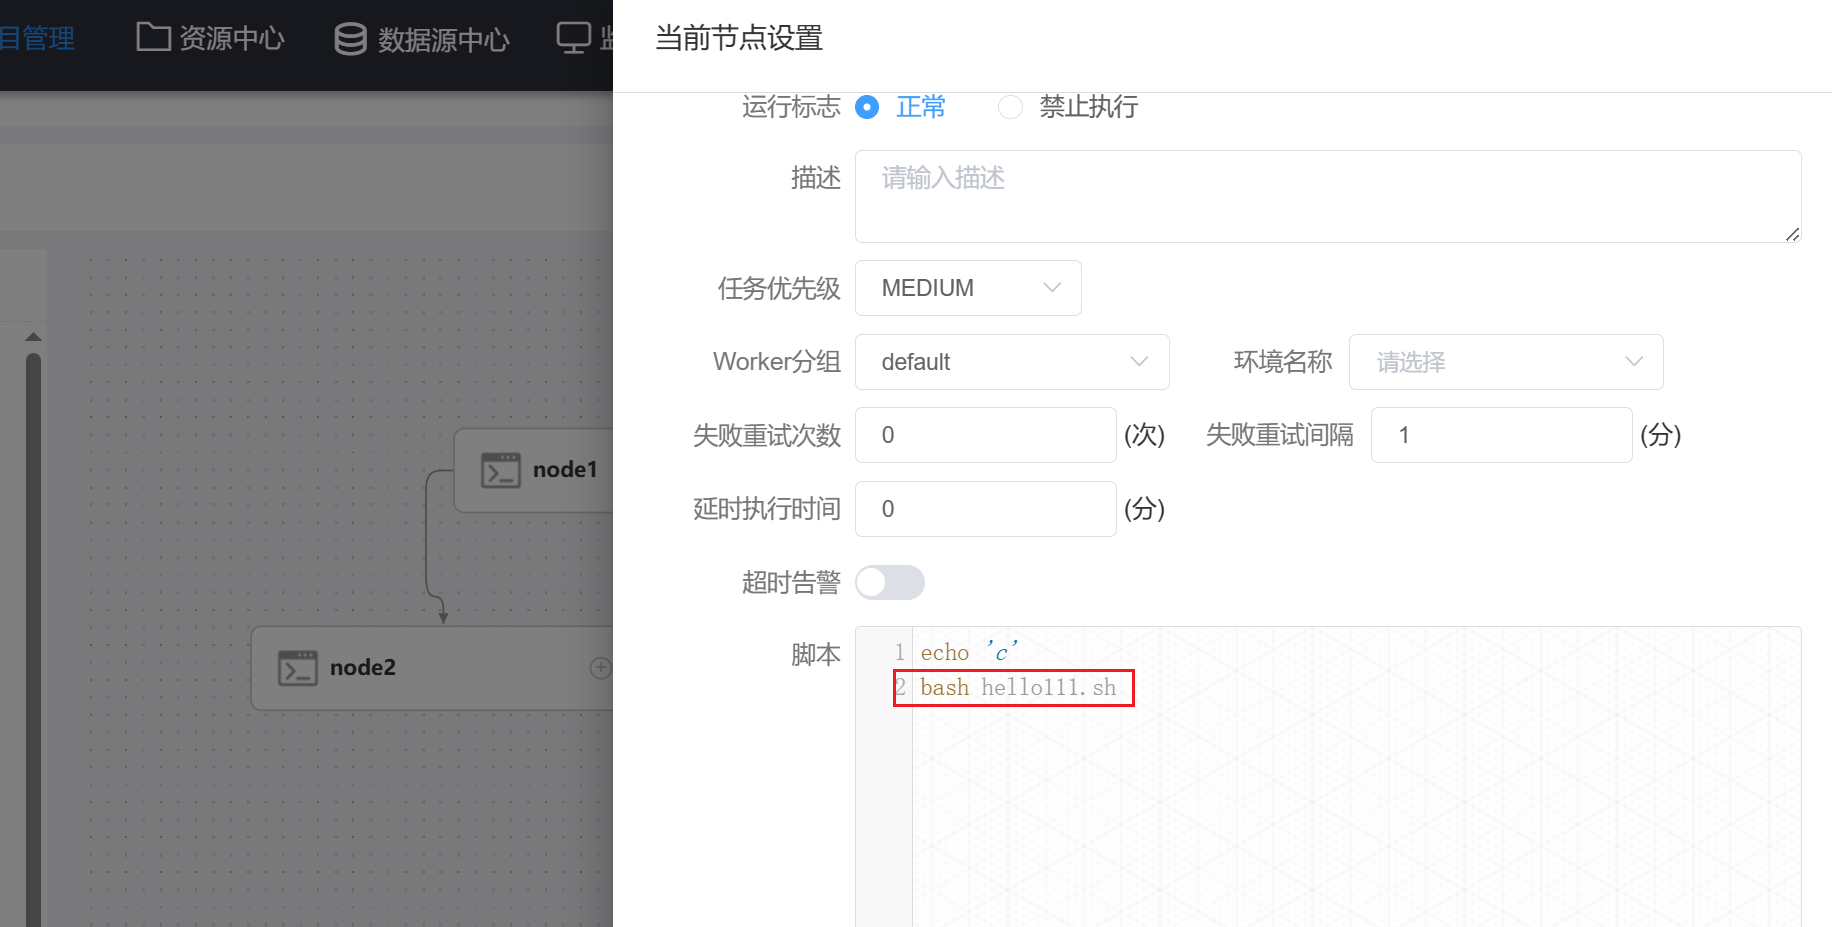 目管理 资源中心 数据源中心
当前节点设置
运行标志 正常 禁止执行
描述 请输入描述
任务优先级 MEDIUM
Worker分组 default 环境名称 请选择
失败重试次数 0 (次) 失败重试间隔 1 (分)
延时执行时间 0 (分)
超时告警
脚本
1 echo 'c'
2 bash hello111.sh
node1
node2